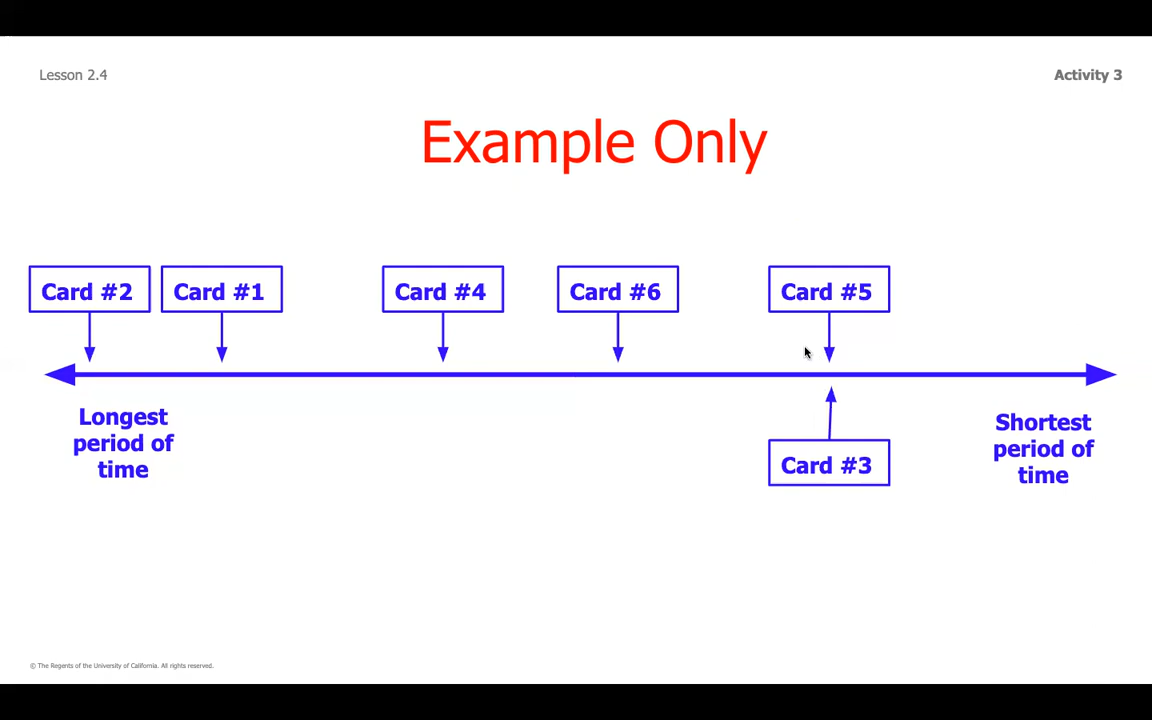 Lesson 2.4
Activity 3
Example Only
Card #2
Card #1
Card #4
Card #6
Card #5
Longest
period of
time
Shortest
period of
time
Card #3
© The Regents of the University of California. All rights reserved.